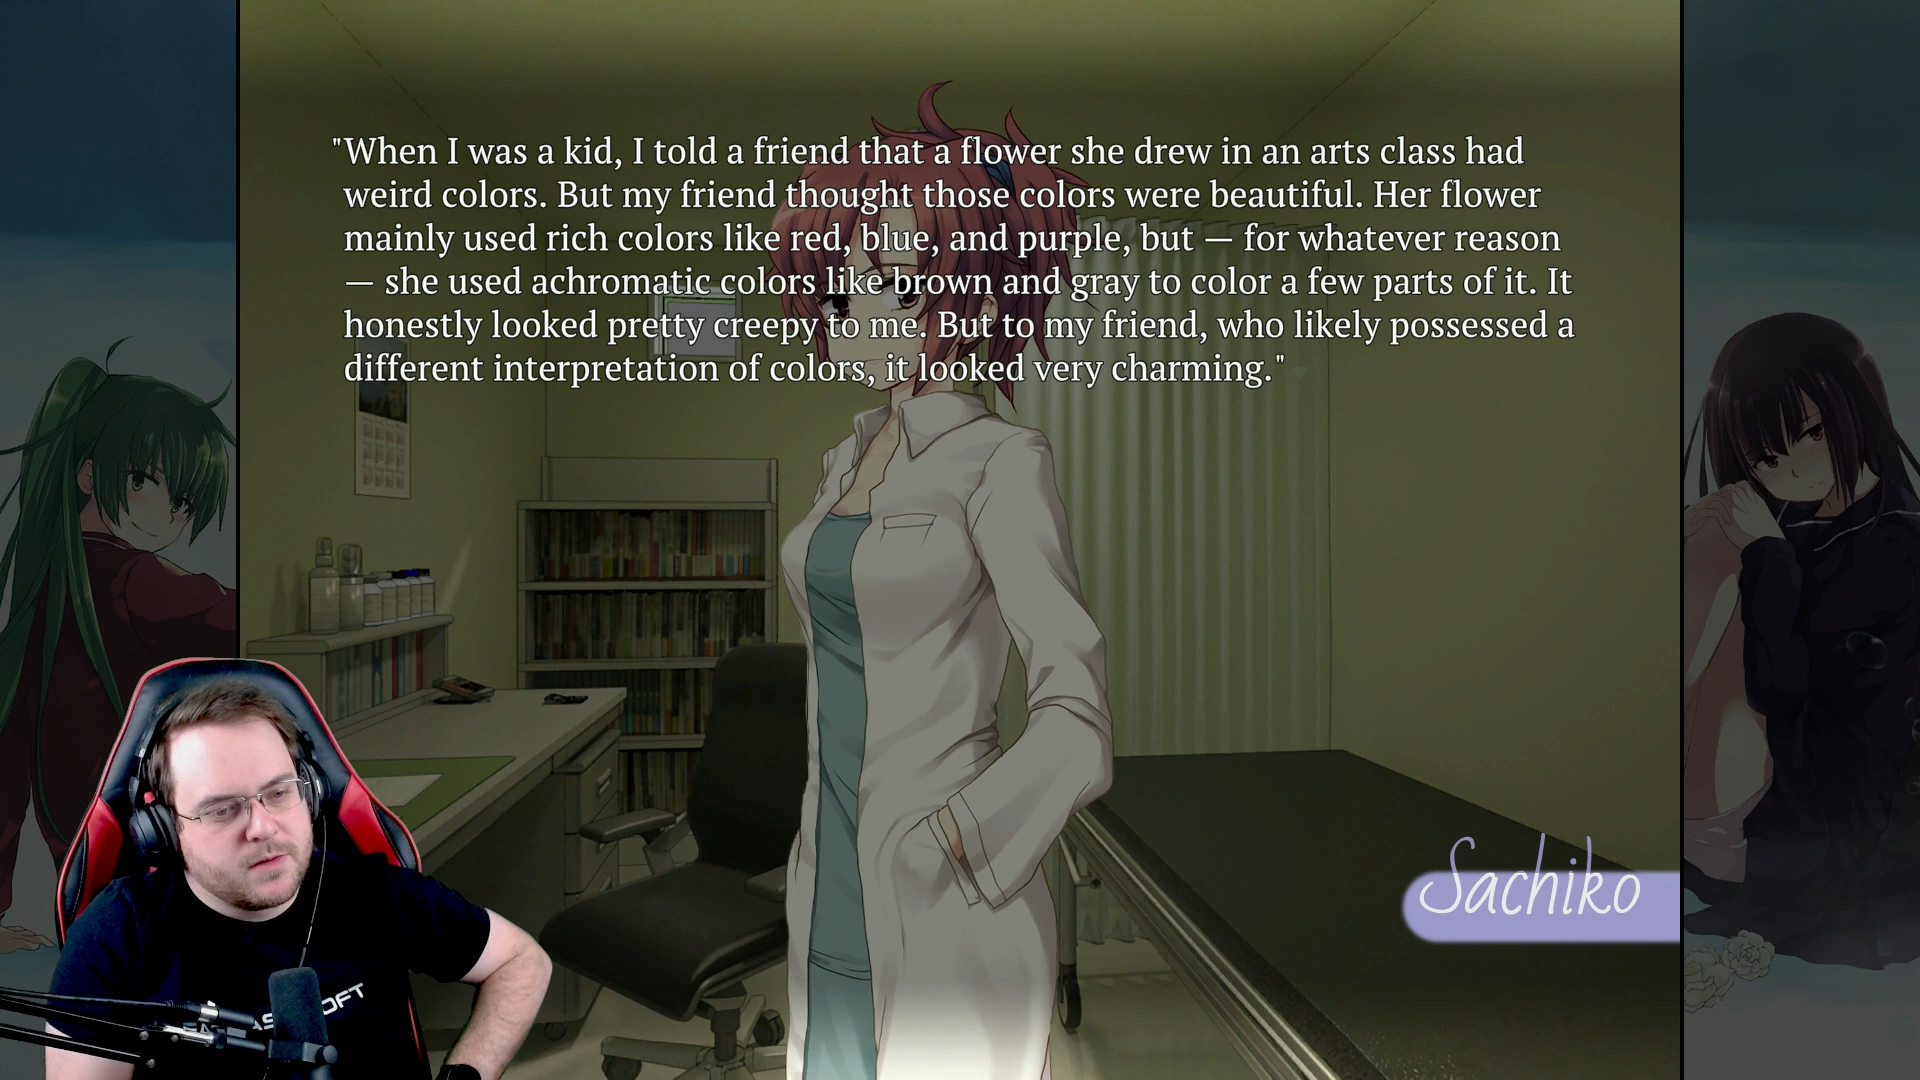 "When I was a kid, I told a friend that a flower she drew in an arts class had
weird colors. But my friend thought those colors were beautiful. Her flower
mainly used rich colors like red, blue, and purple, but — for whatever reason
— she used achromatic colors like brown and gray to color a few parts of it. It
honestly looked pretty creepy to me. But to my friend, who likely possessed a
different interpretation of colors, it looked very charming."
Sachiko